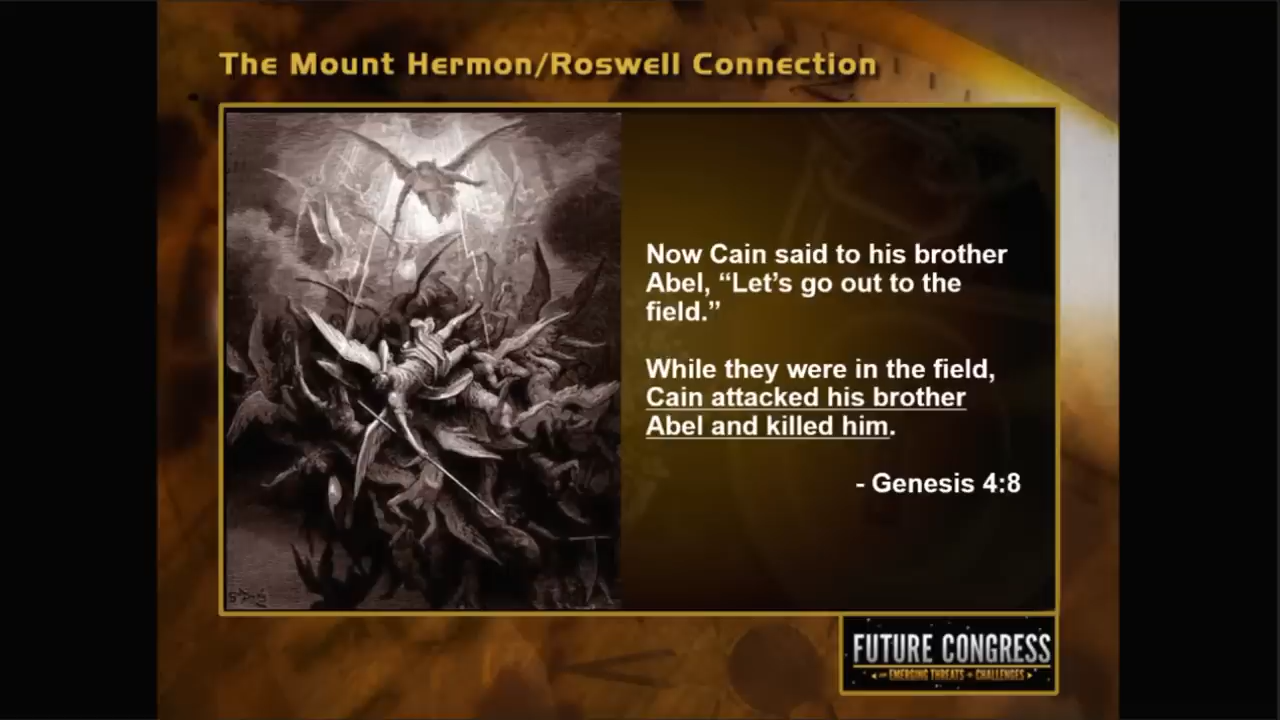 The Mount Hermon/Roswell Connection
Now Cain said to his brother
Abel, “Let’s go out to the
field.”
While they were in the field,
Cain attacked his brother
Abel and killed him.
- Genesis 4:8
FUTURE CONGRESS
EMERGING THREATS + CHALLENGES